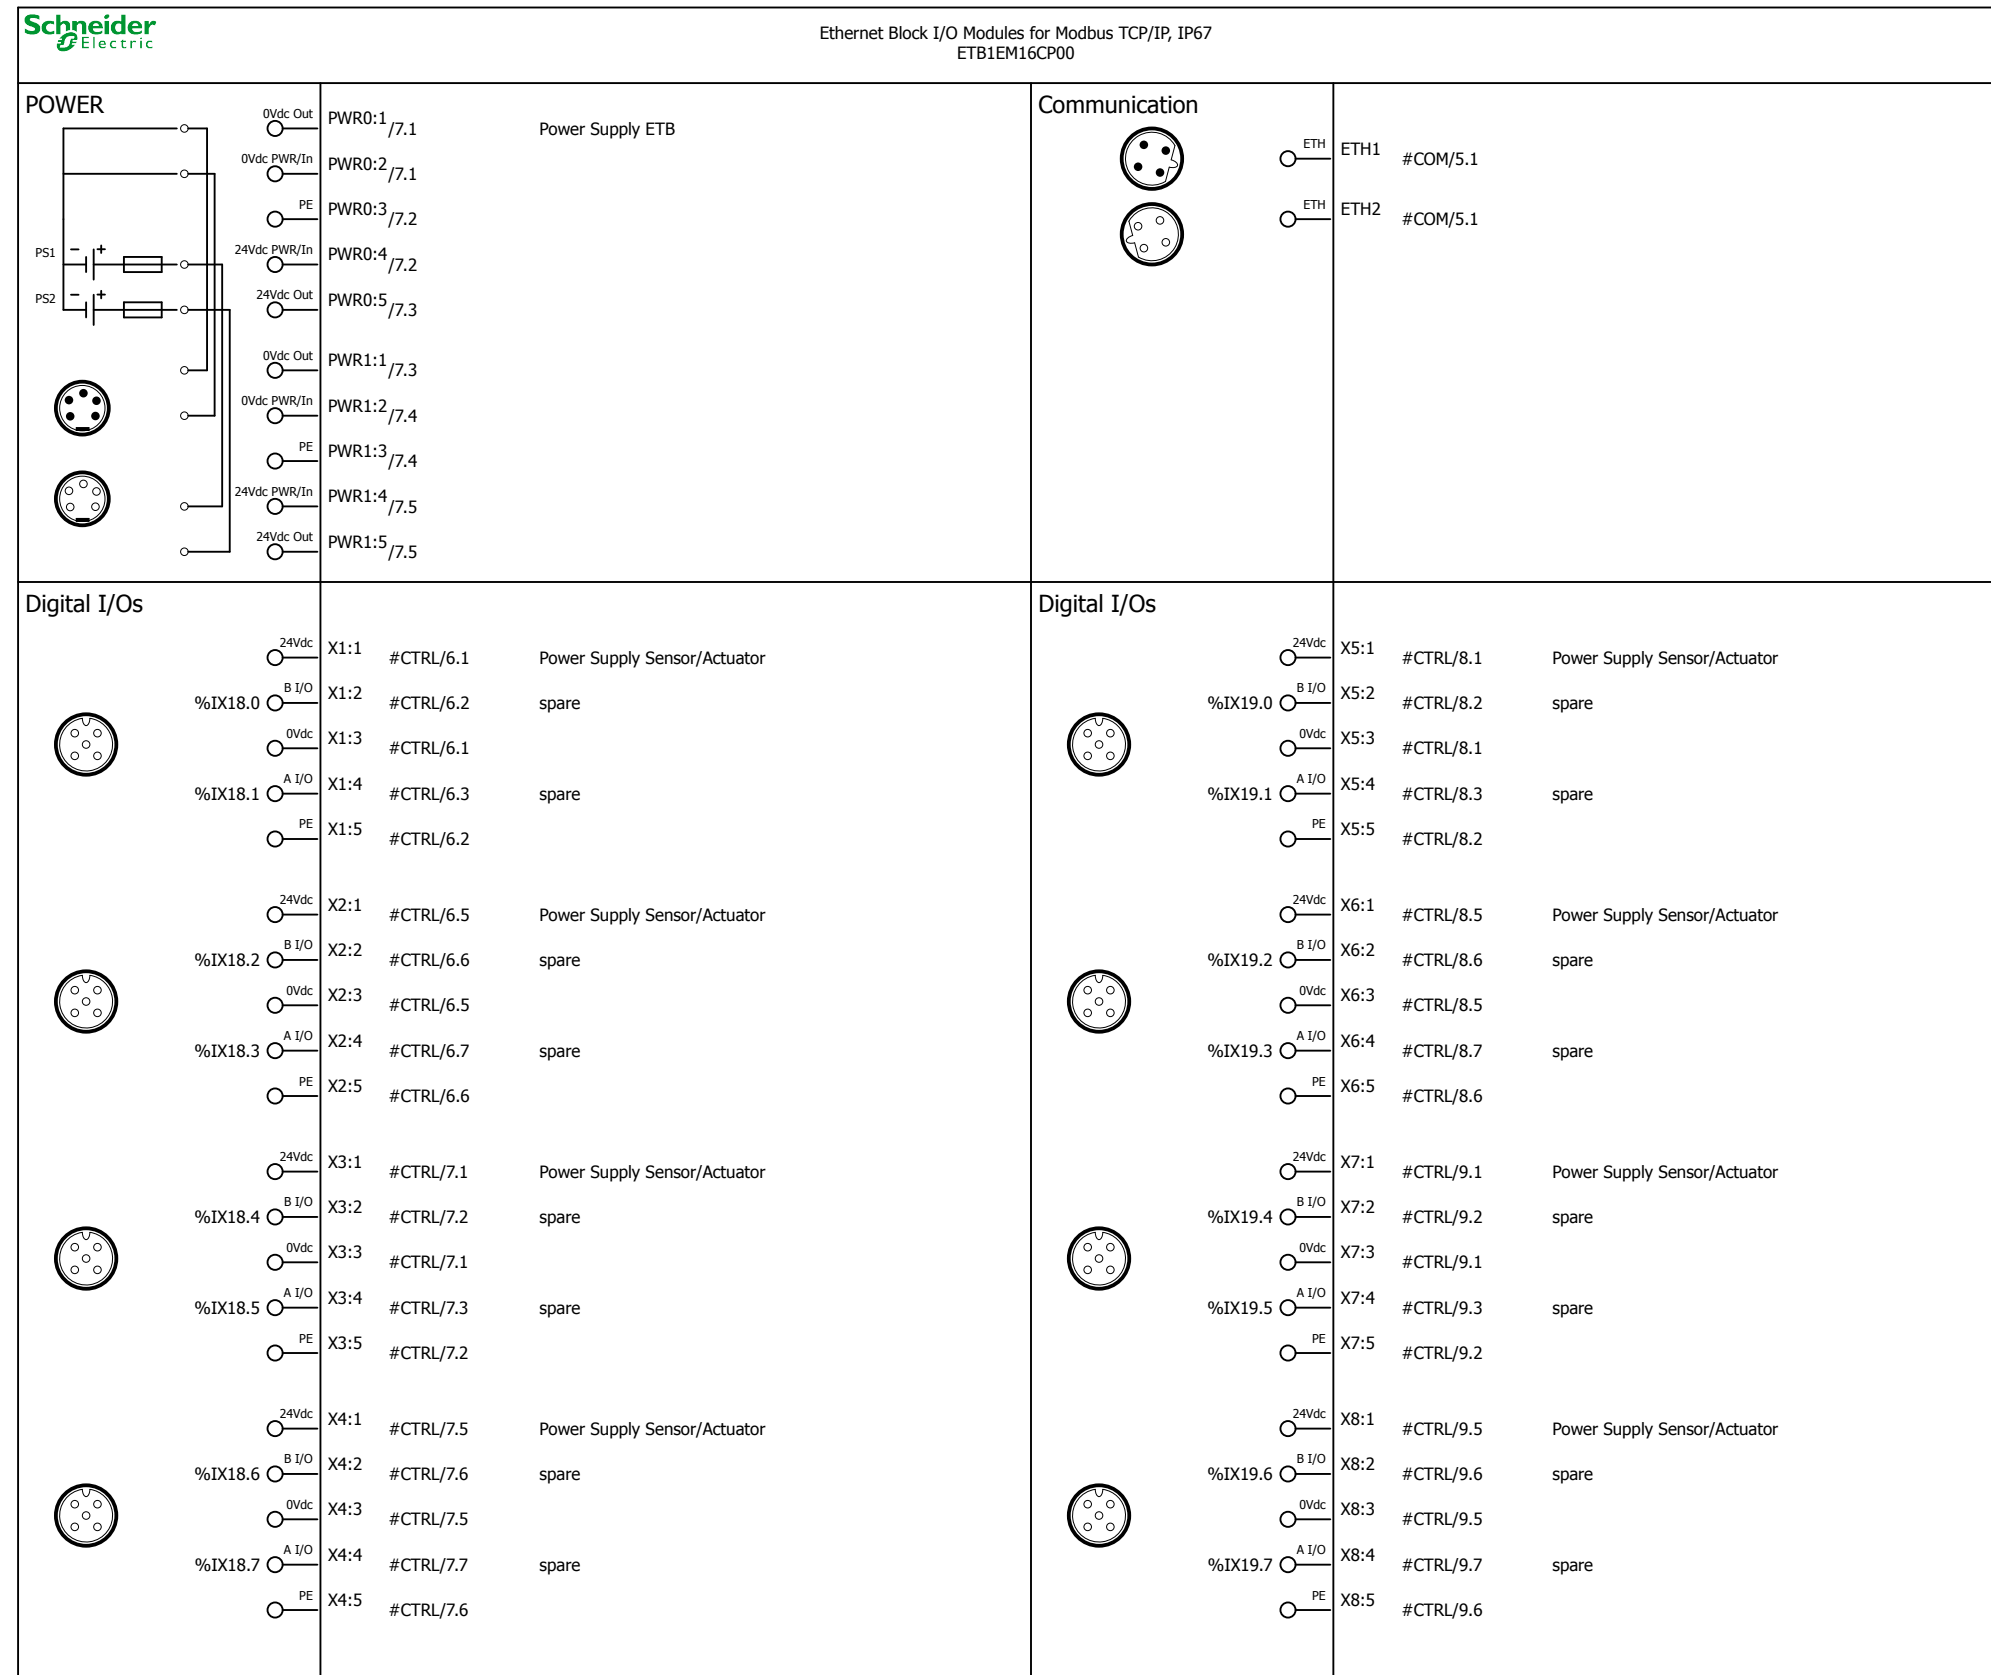 Schneider
Electric
Ethernet Block I/O Modules for Modbus TCP/IP, IP67
ETB1EM16CP00
POWER
0Vdc Out PWR0:1 /7.1 Power Supply ETB
0Vdc PWR/In PWR0:2 /7.1
PE PWR0:3 /7.2
PS1 - + 24Vdc PWR/In PWR0:4 /7.2
PS2 - + 24Vdc Out PWR0:5 /7.3
0Vdc Out PWR1:1 /7.3
0Vdc PWR/In PWR1:2 /7.4
PE PWR1:3 /7.4
24Vdc PWR/In PWR1:4 /7.5
24Vdc Out PWR1:5 /7.5
Communication
ETH ETH1 #COM/5.1
ETH ETH2 #COM/5.1
Digital I/Os
24Vdc X1:1 #CTRL/6.1 Power Supply Sensor/Actuator
%IX18.0 B I/O X1:2 #CTRL/6.2 spare
0Vdc X1:3 #CTRL/6.1
%IX18.1 A I/O X1:4 #CTRL/6.3 spare
PE X1:5 #CTRL/6.2
24Vdc X2:1 #CTRL/6.5 Power Supply Sensor/Actuator
%IX18.2 B I/O X2:2 #CTRL/6.6 spare
0Vdc X2:3 #CTRL/6.5
%IX18.3 A I/O X2:4 #CTRL/6.7 spare
PE X2:5 #CTRL/6.6
24Vdc X3:1 #CTRL/7.1 Power Supply Sensor/Actuator
%IX18.4 B I/O X3:2 #CTRL/7.2 spare
0Vdc X3:3 #CTRL/7.1
%IX18.5 A I/O X3:4 #CTRL/7.3 spare
PE X3:5 #CTRL/7.2
24Vdc X4:1 #CTRL/7.5 Power Supply Sensor/Actuator
%IX18.6 B I/O X4:2 #CTRL/7.6 spare
0Vdc X4:3 #CTRL/7.5
%IX18.7 A I/O X4:4 #CTRL/7.7 spare
PE X4:5 #CTRL/7.6
Digital I/Os
24Vdc X5:1 #CTRL/8.1 Power Supply Sensor/Actuator
%IX19.0 B I/O X5:2 #CTRL/8.2 spare
0Vdc X5:3 #CTRL/8.1
%IX19.1 A I/O X5:4 #CTRL/8.3 spare
PE X5:5 #CTRL/8.2
24Vdc X6:1 #CTRL/8.5 Power Supply Sensor/Actuator
%IX19.2 B I/O X6:2 #CTRL/8.6 spare
0Vdc X6:3 #CTRL/8.5
%IX19.3 A I/O X6:4 #CTRL/8.7 spare
PE X6:5 #CTRL/8.6
24Vdc X7:1 #CTRL/9.1 Power Supply Sensor/Actuator
%IX19.4 B I/O X7:2 #CTRL/9.2 spare
0Vdc X7:3 #CTRL/9.1
%IX19.5 A I/O X7:4 #CTRL/9.3 spare
PE X7:5 #CTRL/9.2
24Vdc X8:1 #CTRL/9.5 Power Supply Sensor/Actuator
%IX19.6 B I/O X8:2 #CTRL/9.6 spare
0Vdc X8:3 #CTRL/9.5
%IX19.7 A I/O X8:4 #CTRL/9.7 spare
PE X8:5 #CTRL/9.6